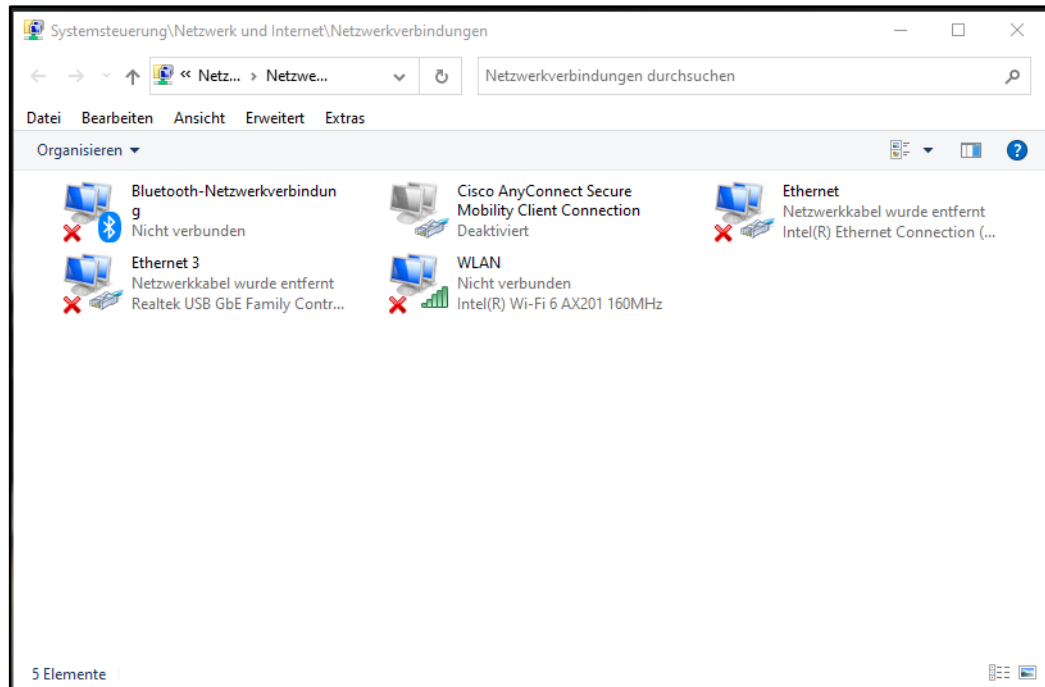 Systemsteuerung\Netzwerk und Internet\Netzwerkverbindungen
« Netz... › Netzwe...
Netzwerkverbindungen durchsuchen
Datei Bearbeiten Ansicht Erweitert Extras
Organisieren
Bluetooth-Netzwerkverbindun
g
Nicht verbunden
Cisco AnyConnect Secure
Mobility Client Connection
Deaktiviert
Ethernet
Netzwerkkabel wurde entfernt
Intel(R) Ethernet Connection (...
Ethernet 3
Netzwerkkabel wurde entfernt
Realtek USB GbE Family Contr...
WLAN
Nicht verbunden
Intel(R) Wi-Fi 6 AX201 160MHz
5 Elemente